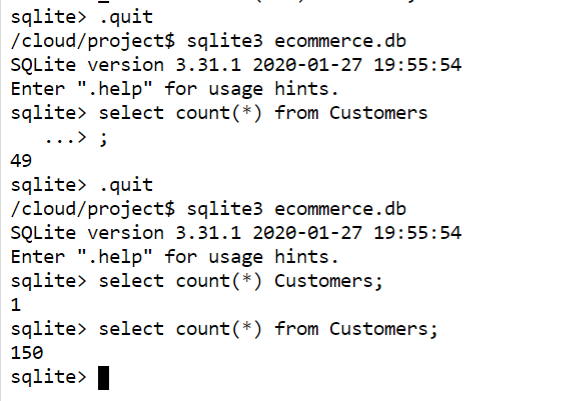 sqlite> .quit
/cloud/project$ sqlite3 ecommerce.db
SQLite version 3.31.1 2020-01-27 19:55:54
Enter ".help" for usage hints.
sqlite> select count(*) from Customers
   ...> ;
49
sqlite> .quit
/cloud/project$ sqlite3 ecommerce.db
SQLite version 3.31.1 2020-01-27 19:55:54
Enter ".help" for usage hints.
sqlite> select count(*) Customers;
1
sqlite> select count(*) from Customers;
150
sqlite>